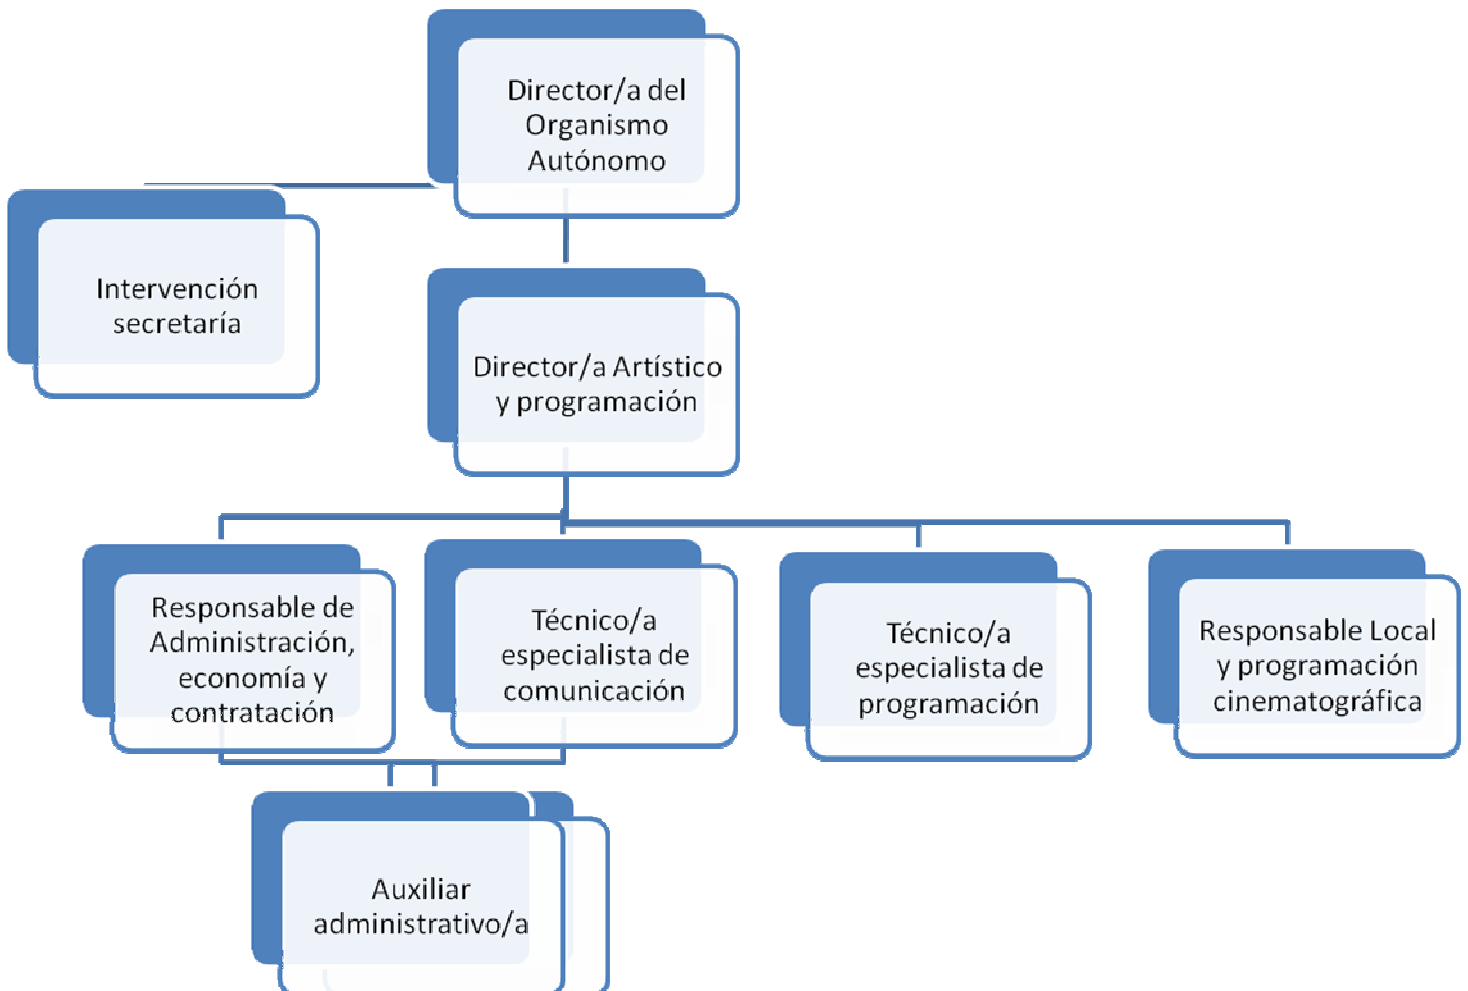 Director/a del
Organismo
Autónomo
Intervención
secretaría
Director/a Artístico
y programación
Responsable de
Administración,
economía y
contratación
Técnico/a
especialista de
comunicación
Técnico/a
especialista de
programación
Responsable Local
y programación
cinematográfica
Auxiliar
administrativo/a